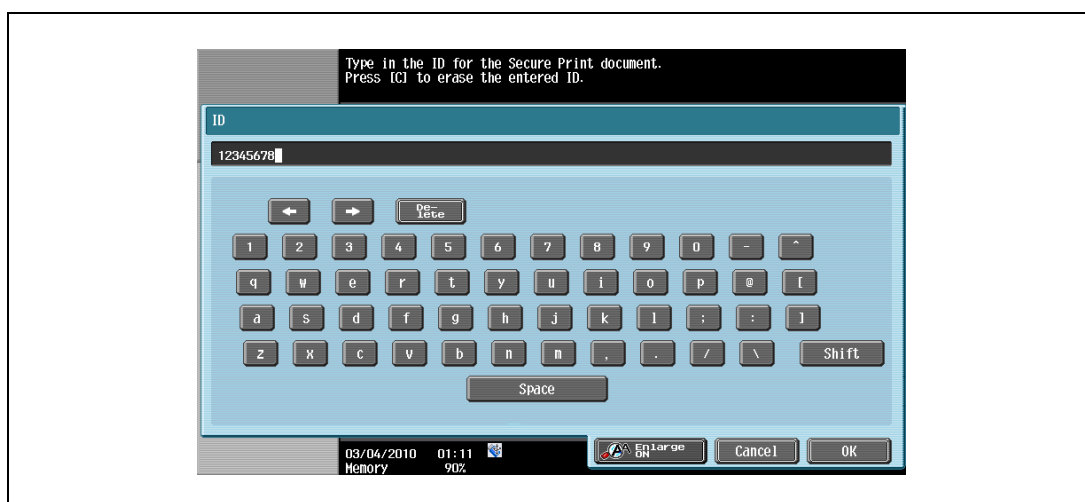 Type in the ID for the Secure Print document.
Press [C] to erase the entered ID.
ID
12345678
← → De-
lete
1 2 3 4 5 6 7 8 9 0 - ^
q w e r t y u i o p @ [
a s d f g h j k l ; : ]
z x c v b n m , . / \ Shift
Space
03/04/2010 01:11
Memory 90%
Enlarge
ON
Cancel
OK